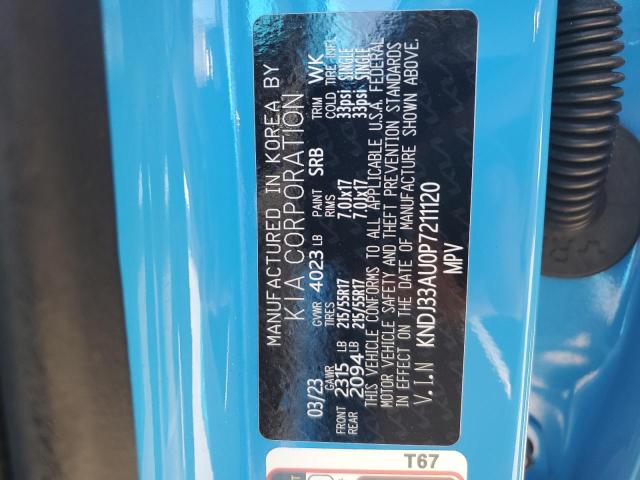 MANUFACTURED IN KOREA BY
KIA CORPORATION
03/23 GVWR 4023 LB PAINT SRB TRIM WK
GAWR TIRES RIMS COLD TIRE INFL
FRONT 2315 LB 215/55R17 7.0Jx17 33psi SINGLE
REAR 2094 LB 215/55R17 7.0Jx17 33psi SINGLE
THIS VEHICLE CONFORMS TO ALL APPLICABLE U.S.A FEDERAL
MOTOR VEHICLE SAFETY AND THEFT PREVENTION STANDARDS
IN EFFECT ON THE DATE OF MANUFACTURE SHOWN ABOVE.
V.I.N KNDJ33AU0P7211120
MPV
T67